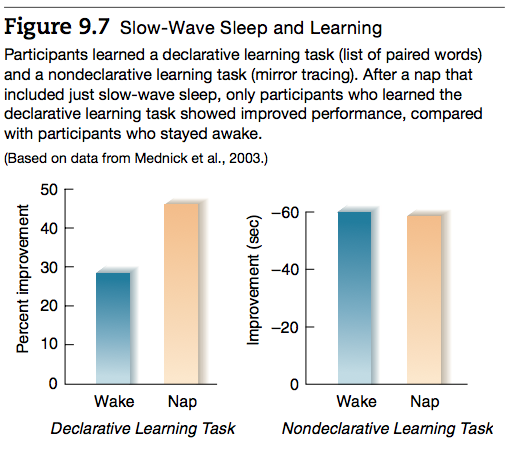 Figure 9.7 Slow-Wave Sleep and Learning
Participants learned a declarative learning task (list of paired words)
and a nondeclarative learning task (mirror tracing). After a nap that
included just slow-wave sleep, only participants who learned the
declarative learning task showed improved performance, compared
with participants who stayed awake.
(Based on data from Mednick et al., 2003.)
Percent improvement
50
40
30
20
10
0
Wake Nap
Declarative Learning Task
Improvement (sec)
−60
−40
−20
0
Wake Nap
Nondeclarative Learning Task